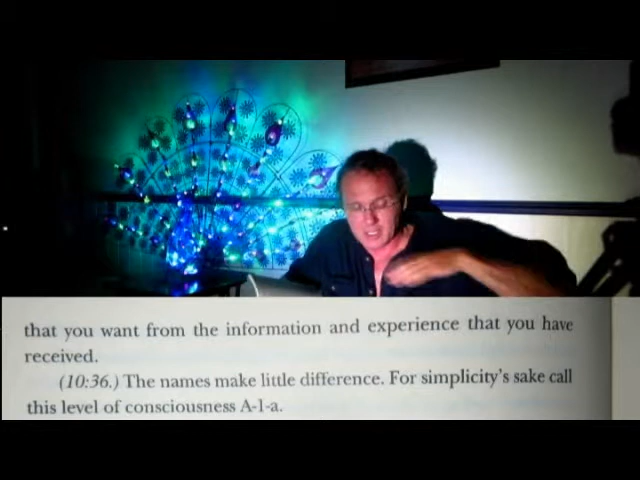 that you want from the information and experience that you have
received.
(10:36.) The names make little difference. For simplicity's sake call
this level of consciousness A-1-a.